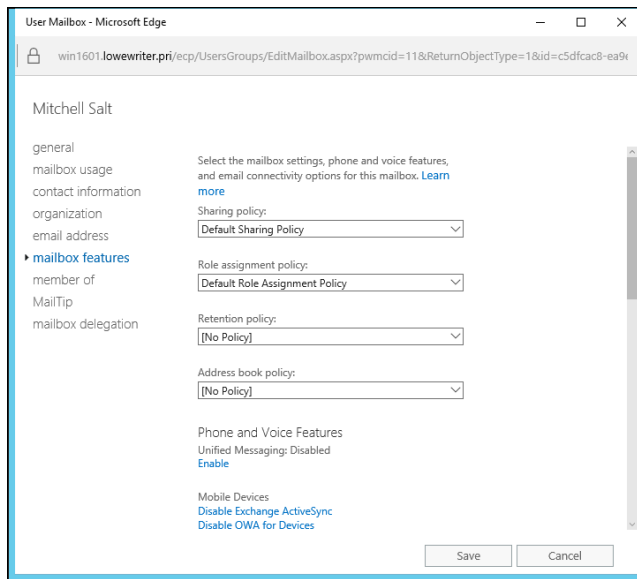 User Mailbox - Microsoft Edge
win1601.lowewriter.pri/ecp/UsersGroups/EditMailbox.aspx?pwmcid=11&ReturnObjectType=1&id=c5dfcac8-ea9e
Mitchell Salt
general
mailbox usage
contact information
organization
email address
mailbox features
member of
MailTip
mailbox delegation
Select the mailbox settings, phone and voice features,
and email connectivity options for this mailbox. Learn
more
Sharing policy:
Default Sharing Policy
Role assignment policy:
Default Role Assignment Policy
Retention policy:
[No Policy]
Address book policy:
[No Policy]
Phone and Voice Features
Unified Messaging: Disabled
Enable
Mobile Devices
Disable Exchange ActiveSync
Disable OWA for Devices
Save
Cancel